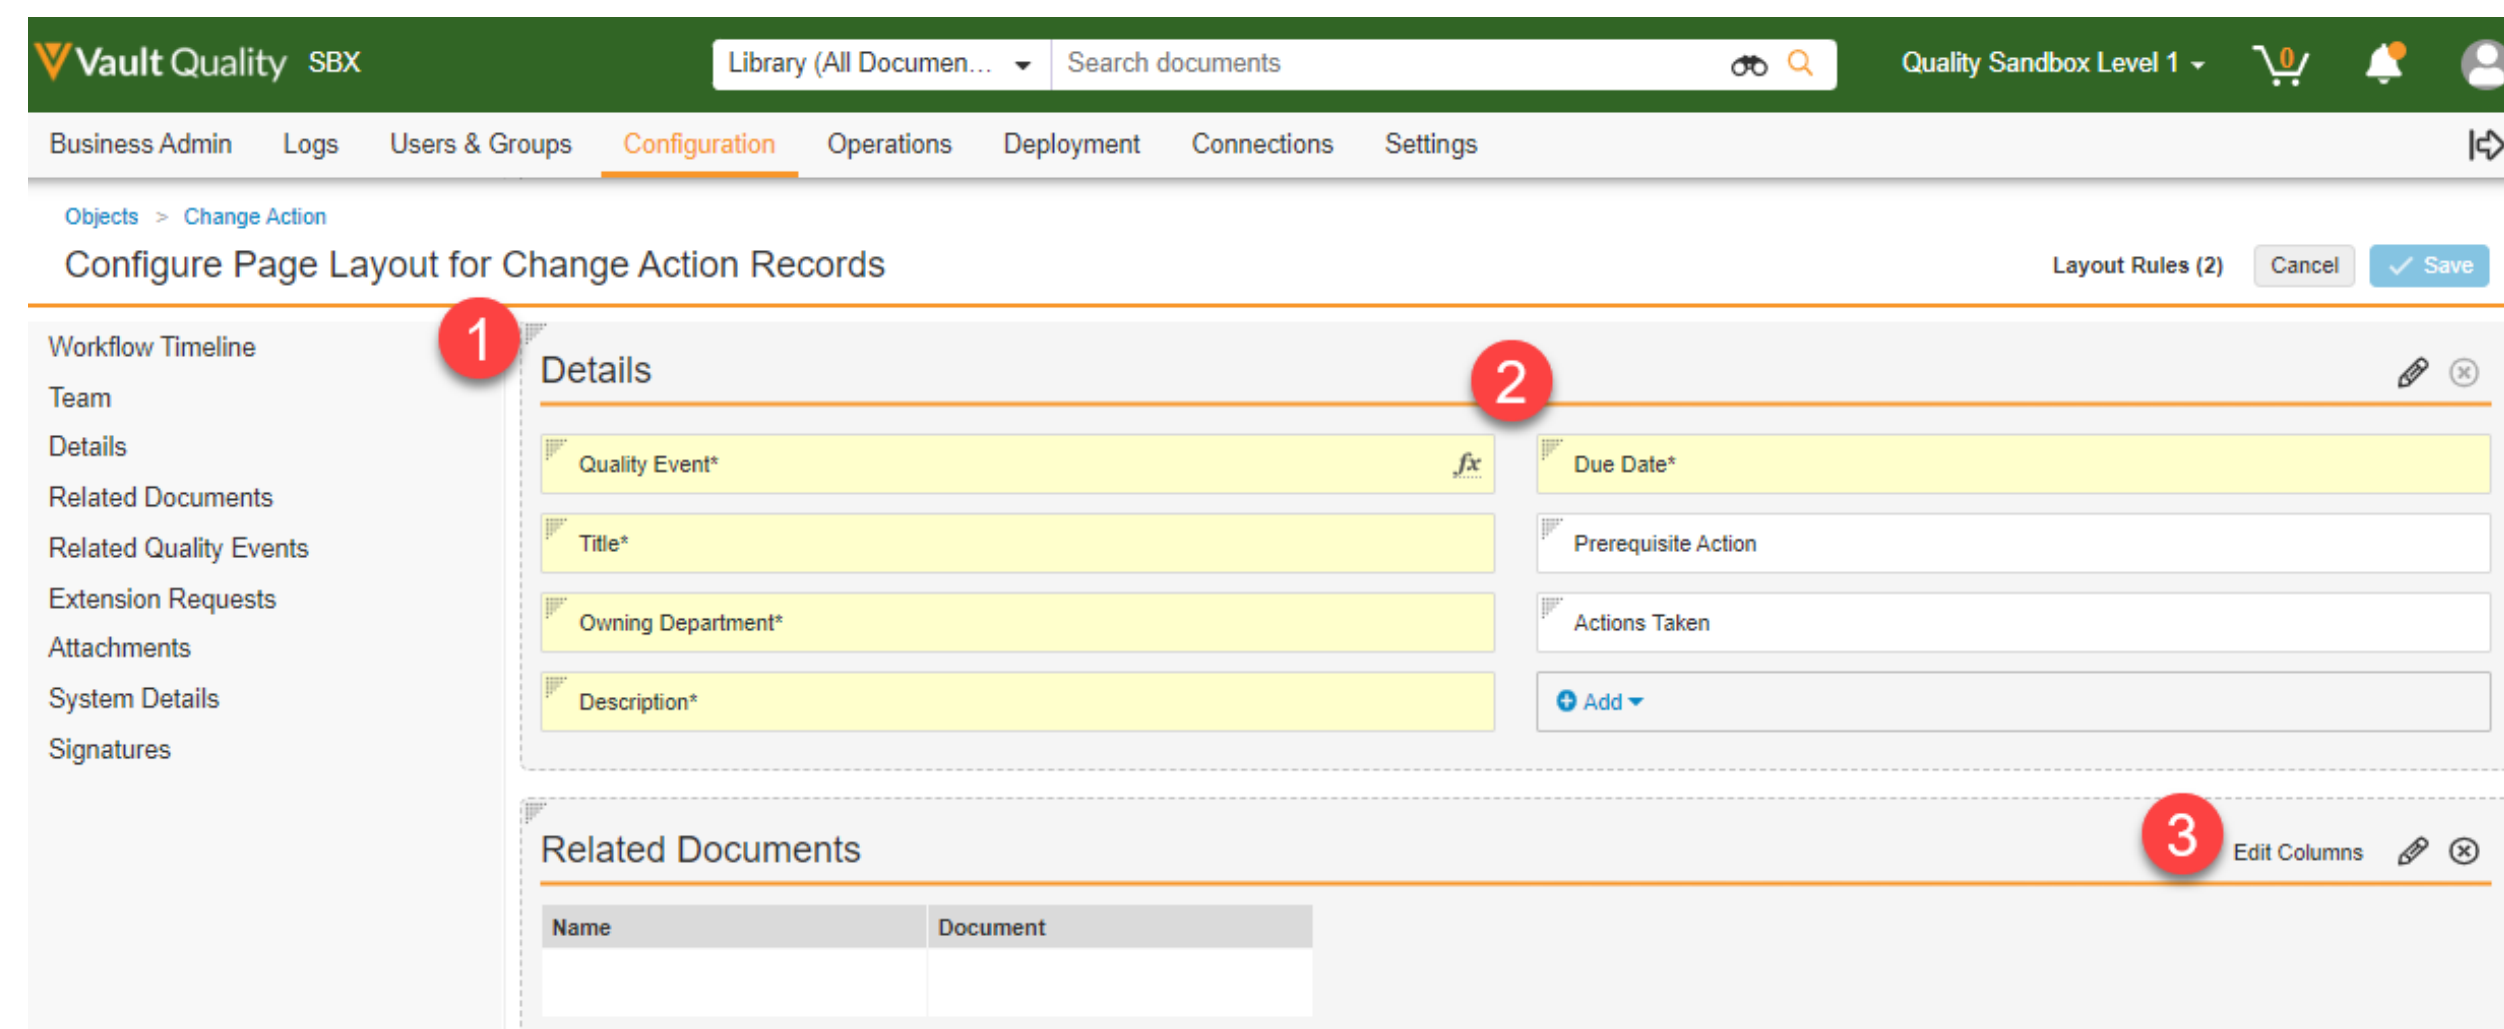 Vault Quality SBX Library (All Documen... Search documents Quality Sandbox Level 1 0
Business Admin Logs Users & Groups Configuration Operations Deployment Connections Settings
Objects > Change Action
Configure Page Layout for Change Action Records Layout Rules (2) Cancel Save
Workflow Timeline
Team
Details
Related Documents
Related Quality Events
Extension Requests
Attachments
System Details
Signatures
1
Details
2
Quality Event* fx Due Date*
Title* Prerequisite Action
Owning Department* Actions Taken
Description* Add
Related Documents 3 Edit Columns
Name Document